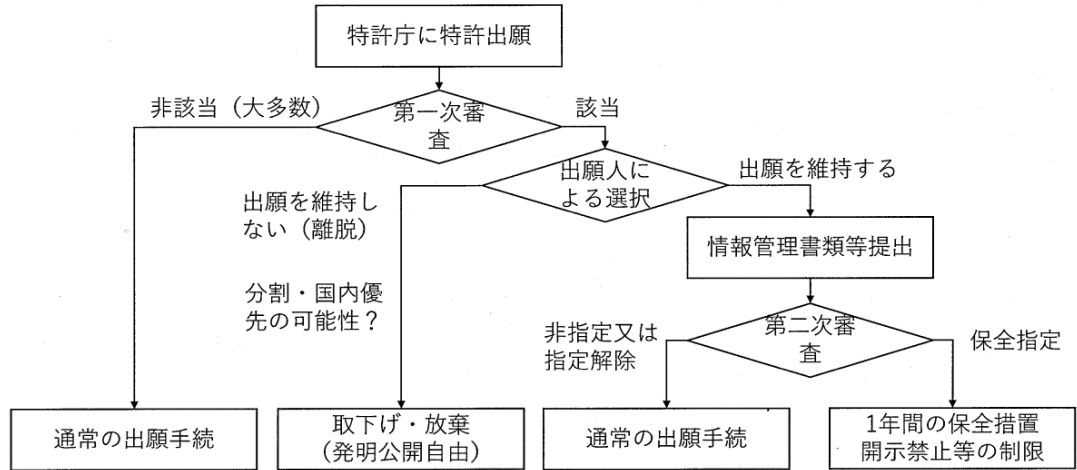 特許庁に特許出願
非該当（大多数）
第一次審
査
該当
出願人に
よる選択
出願を維持する
出願を維持し
ない（離脱）
情報管理書類等提出
分割・国内優
先の可能性？
非指定又は
指定解除
第二次審
査
保全指定
通常の出願手続
取下げ・放棄
(発明公開自由)
通常の出願手続
1年間の保全措置
開示禁止等の制限